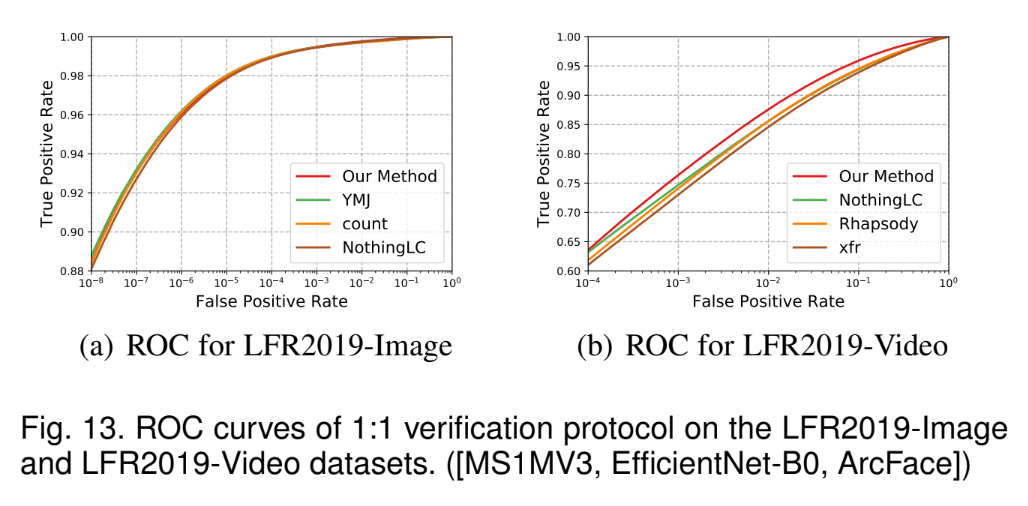 1.00
0.98
0.96
0.94
0.92
0.90
0.88
True Positive Rate
10⁻⁸ 10⁻⁷ 10⁻⁶ 10⁻⁵ 10⁻⁴ 10⁻³ 10⁻² 10⁻¹ 10⁰
False Positive Rate
Our Method
YMJ
count
NothingLC
(a) ROC for LFR2019-Image
1.00
0.95
0.90
0.85
0.80
0.75
0.70
0.65
0.60
True Positive Rate
10⁻⁴ 10⁻³ 10⁻² 10⁻¹ 10⁰
False Positive Rate
Our Method
NothingLC
Rhapsody
xfr
(b) ROC for LFR2019-Video
Fig. 13. ROC curves of 1:1 verification protocol on the LFR2019-Image
and LFR2019-Video datasets. ([MS1MV3, EfficientNet-B0, ArcFace])